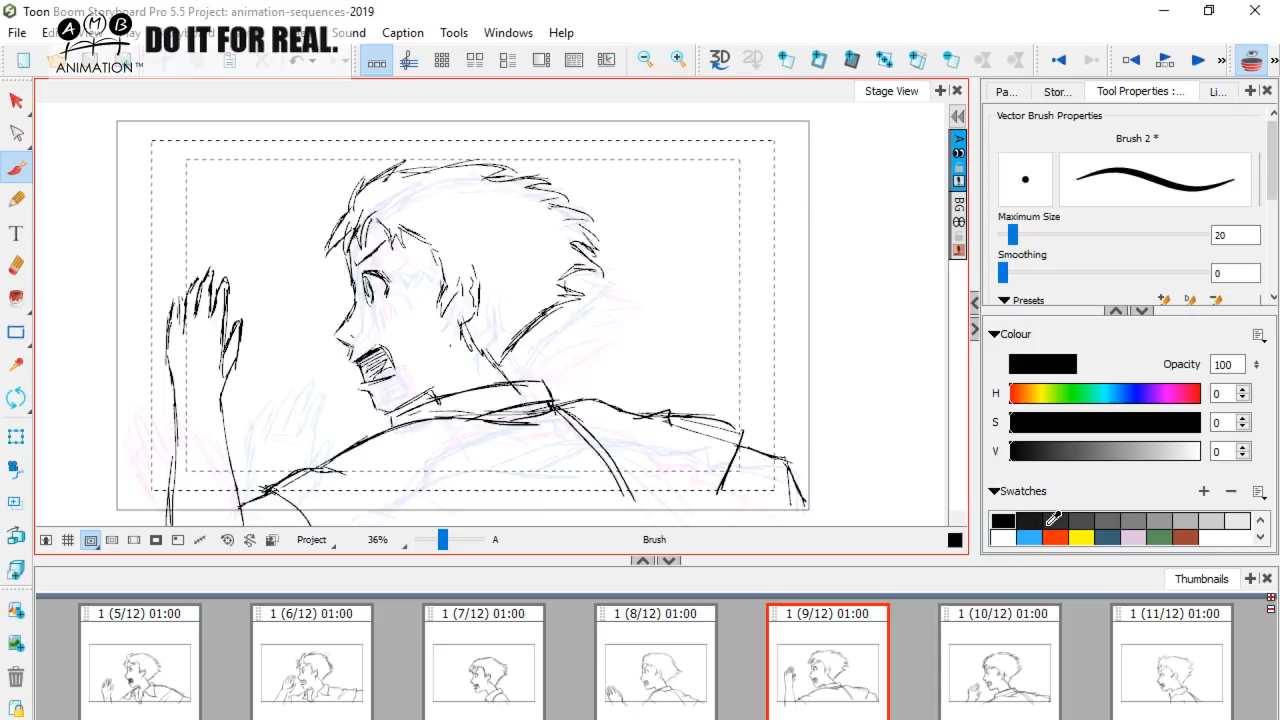 Toon Boom Storyboard Pro 5.5 Project: animation-sequences-2019
AMB
ANIMATION™
DO IT FOR REAL.
File
Sound
Caption
Tools
Windows
Help
3D
2D
Stage View
Pa...
Stor...
Tool Properties :...
Li...
Vector Brush Properties
Brush 2 *
Maximum Size
20
Smoothing
0
Presets
A
BG
Colour
Opacity
100
H
0
S
0
V
0
Swatches
Project
36%
A
Brush
Thumbnails
1 (5/12) 01:00
1 (6/12) 01:00
1 (7/12) 01:00
1 (8/12) 01:00
1 (9/12) 01:00
1 (10/12) 01:00
1 (11/12) 01:00